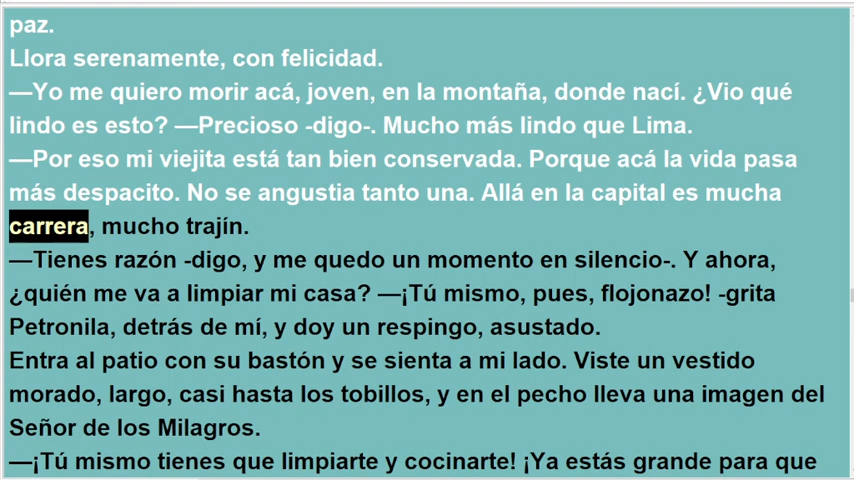 paz.
Llora serenamente, con felicidad.
—Yo me quiero morir acá, joven, en la montaña, donde nací. ¿Vio qué
lindo es esto? —Precioso -digo-. Mucho más lindo que Lima.
—Por eso mi viejita está tan bien conservada. Porque acá la vida pasa
más despacito. No se angustia tanto una. Allá en la capital es mucha
carrera, mucho trajín.
—Tienes razón -digo, y me quedo un momento en silencio-. Y ahora,
¿quién me va a limpiar mi casa? —¡Tú mismo, pues, flojonazo! -grita
Petronila, detrás de mí, y doy un respingo, asustado.
Entra al patio con su bastón y se sienta a mi lado. Viste un vestido
morado, largo, casi hasta los tobillos, y en el pecho lleva una imagen del
Señor de los Milagros.
—¡Tú mismo tienes que limpiarte y cocinarte! ¡Ya estás grande para que